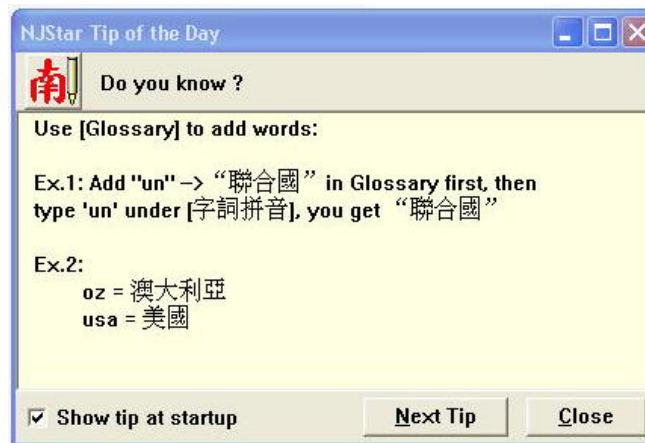 NJStar Tip of the Day
南 Do you know ?
Use [Glossary] to add words:
Ex.1: Add "un" –> “聯合國” in Glossary first, then
type 'un' under [字詞拼音], you get “聯合國”
Ex.2:
oz = 澳大利亞
usa = 美國
Show tip at startup Next Tip Close